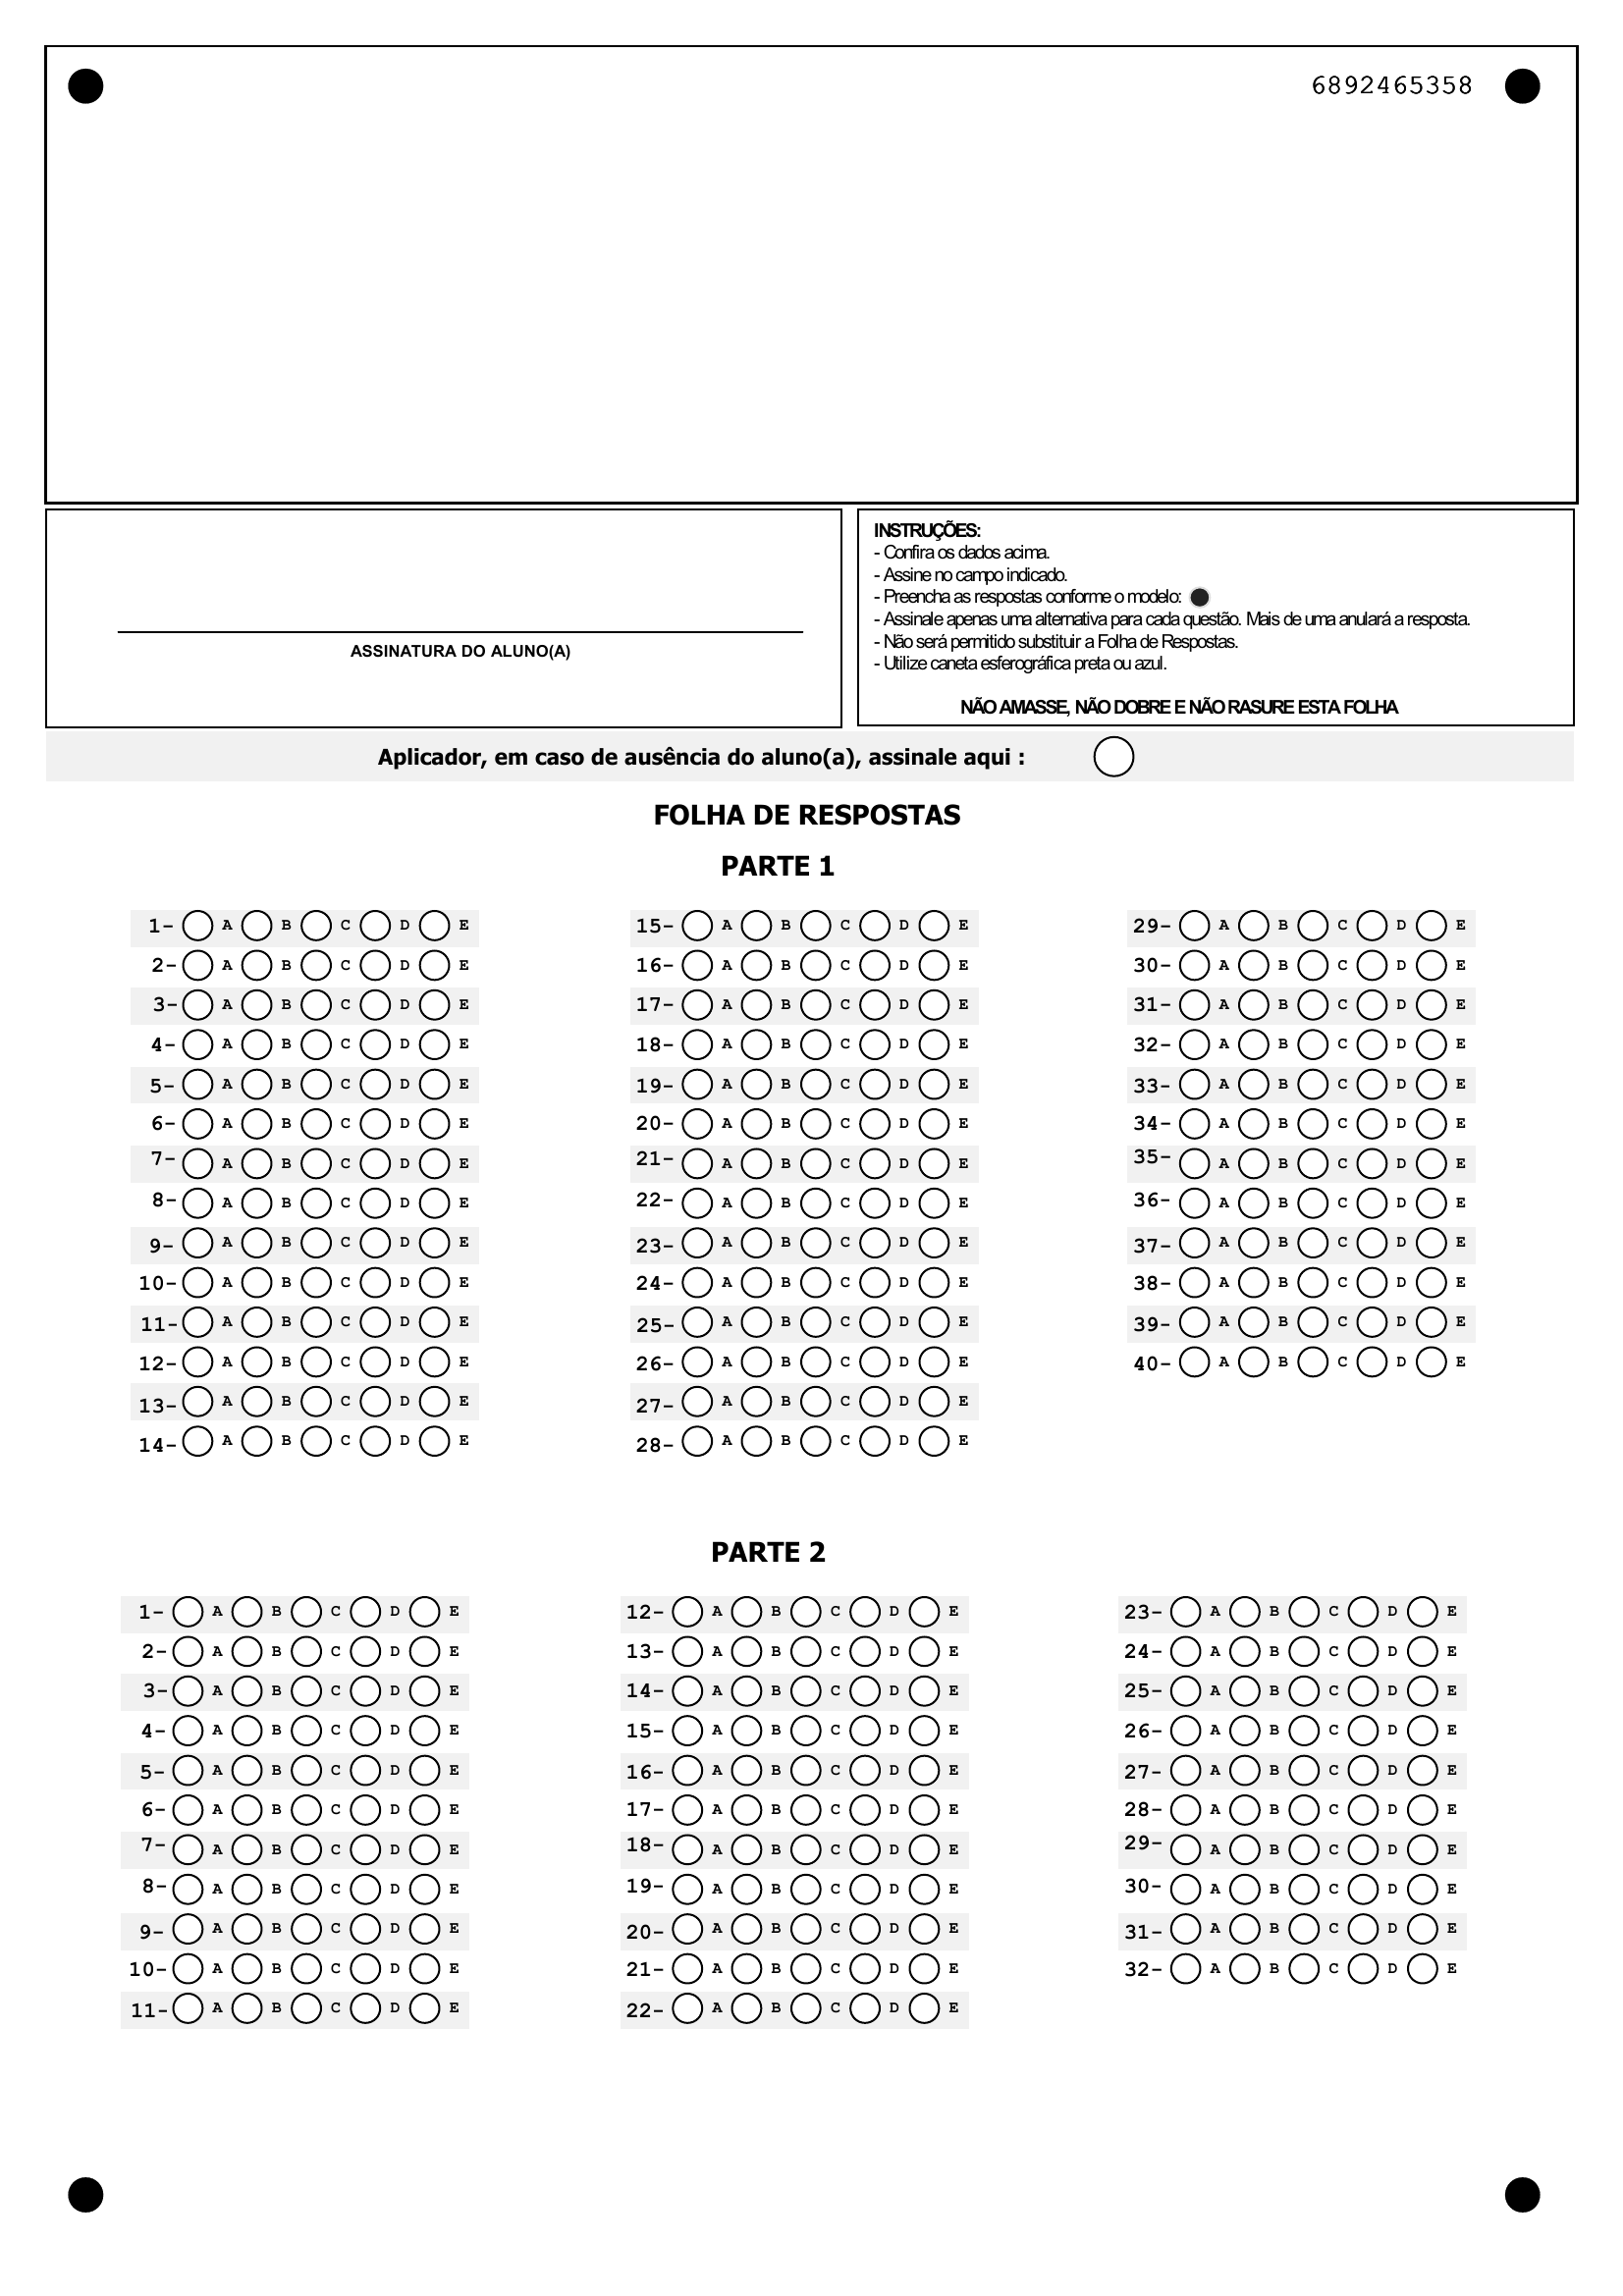 6892465358
INSTRUÇÕES:
- Confira os dados acima.
- Assine no campo indicado.
- Preencha as respostas conforme o modelo:
- Assinale apenas uma alternativa para cada questão. Mais de uma anulará a resposta.
- Não será permitido substituir a Folha de Respostas.
- Utilize caneta esferográfica preta ou azul.
NÃO AMASSE, NÃO DOBRE E NÃO RASURE ESTA FOLHA
ASSINATURA DO ALUNO(A)
Aplicador, em caso de ausência do aluno(a), assinale aqui :
FOLHA DE RESPOSTAS
PARTE 1
1- A B C D E
2- A B C D E
3- A B C D E
4- A B C D E
5- A B C D E
6- A B C D E
7- A B C D E
8- A B C D E
9- A B C D E
10- A B C D E
11- A B C D E
12- A B C D E
13- A B C D E
14- A B C D E
15- A B C D E
16- A B C D E
17- A B C D E
18- A B C D E
19- A B C D E
20- A B C D E
21- A B C D E
22- A B C D E
23- A B C D E
24- A B C D E
25- A B C D E
26- A B C D E
27- A B C D E
28- A B C D E
29- A B C D E
30- A B C D E
31- A B C D E
32- A B C D E
33- A B C D E
34- A B C D E
35- A B C D E
36- A B C D E
37- A B C D E
38- A B C D E
39- A B C D E
40- A B C D E
PARTE 2
1- A B C D E
2- A B C D E
3- A B C D E
4- A B C D E
5- A B C D E
6- A B C D E
7- A B C D E
8- A B C D E
9- A B C D E
10- A B C D E
11- A B C D E
12- A B C D E
13- A B C D E
14- A B C D E
15- A B C D E
16- A B C D E
17- A B C D E
18- A B C D E
19- A B C D E
20- A B C D E
21- A B C D E
22- A B C D E
23- A B C D E
24- A B C D E
25- A B C D E
26- A B C D E
27- A B C D E
28- A B C D E
29- A B C D E
30- A B C D E
31- A B C D E
32- A B C D E